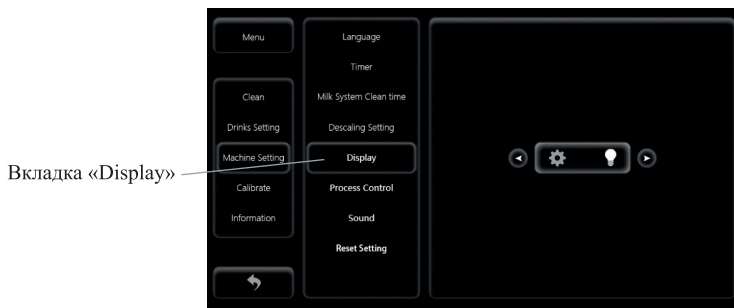 Вкладка «Display»
Menu
Clean
Drinks Setting
Machine Setting
Calibrate
Information
Language
Timer
Milk System Clean time
Descaling Setting
Display
Process Control
Sound
Reset Setting